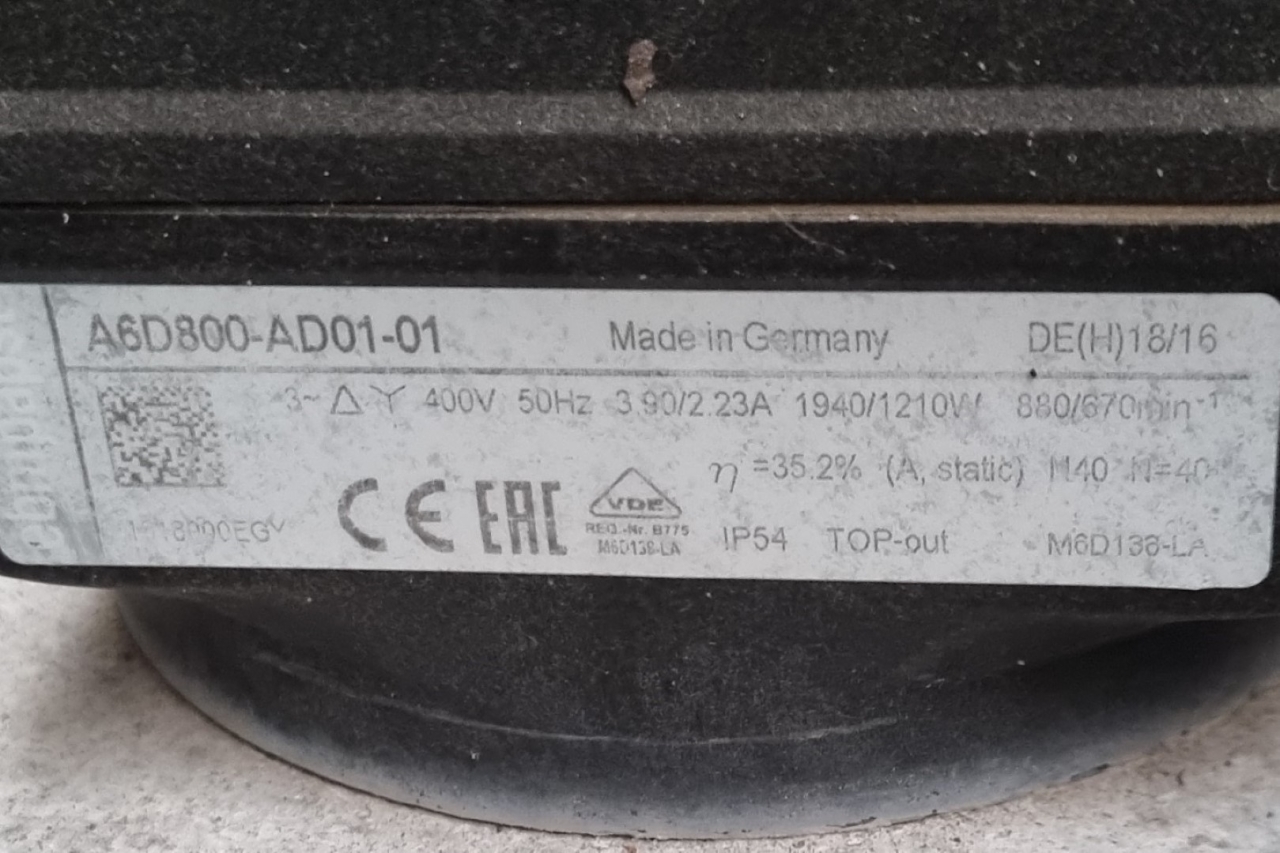 A6D800-AD01-01 Made in Germany DE(H)18/16
3~ Δ Y 400V 50Hz 3.90/2.23A 1940/1210W 880/670min⁻¹
η =35.2% (A, static) N40 N=40
CE EAC VDE
REG.-Nr. B775
M6D138-LA
IP54 TOP-out M6D138-LA
ebmpapst